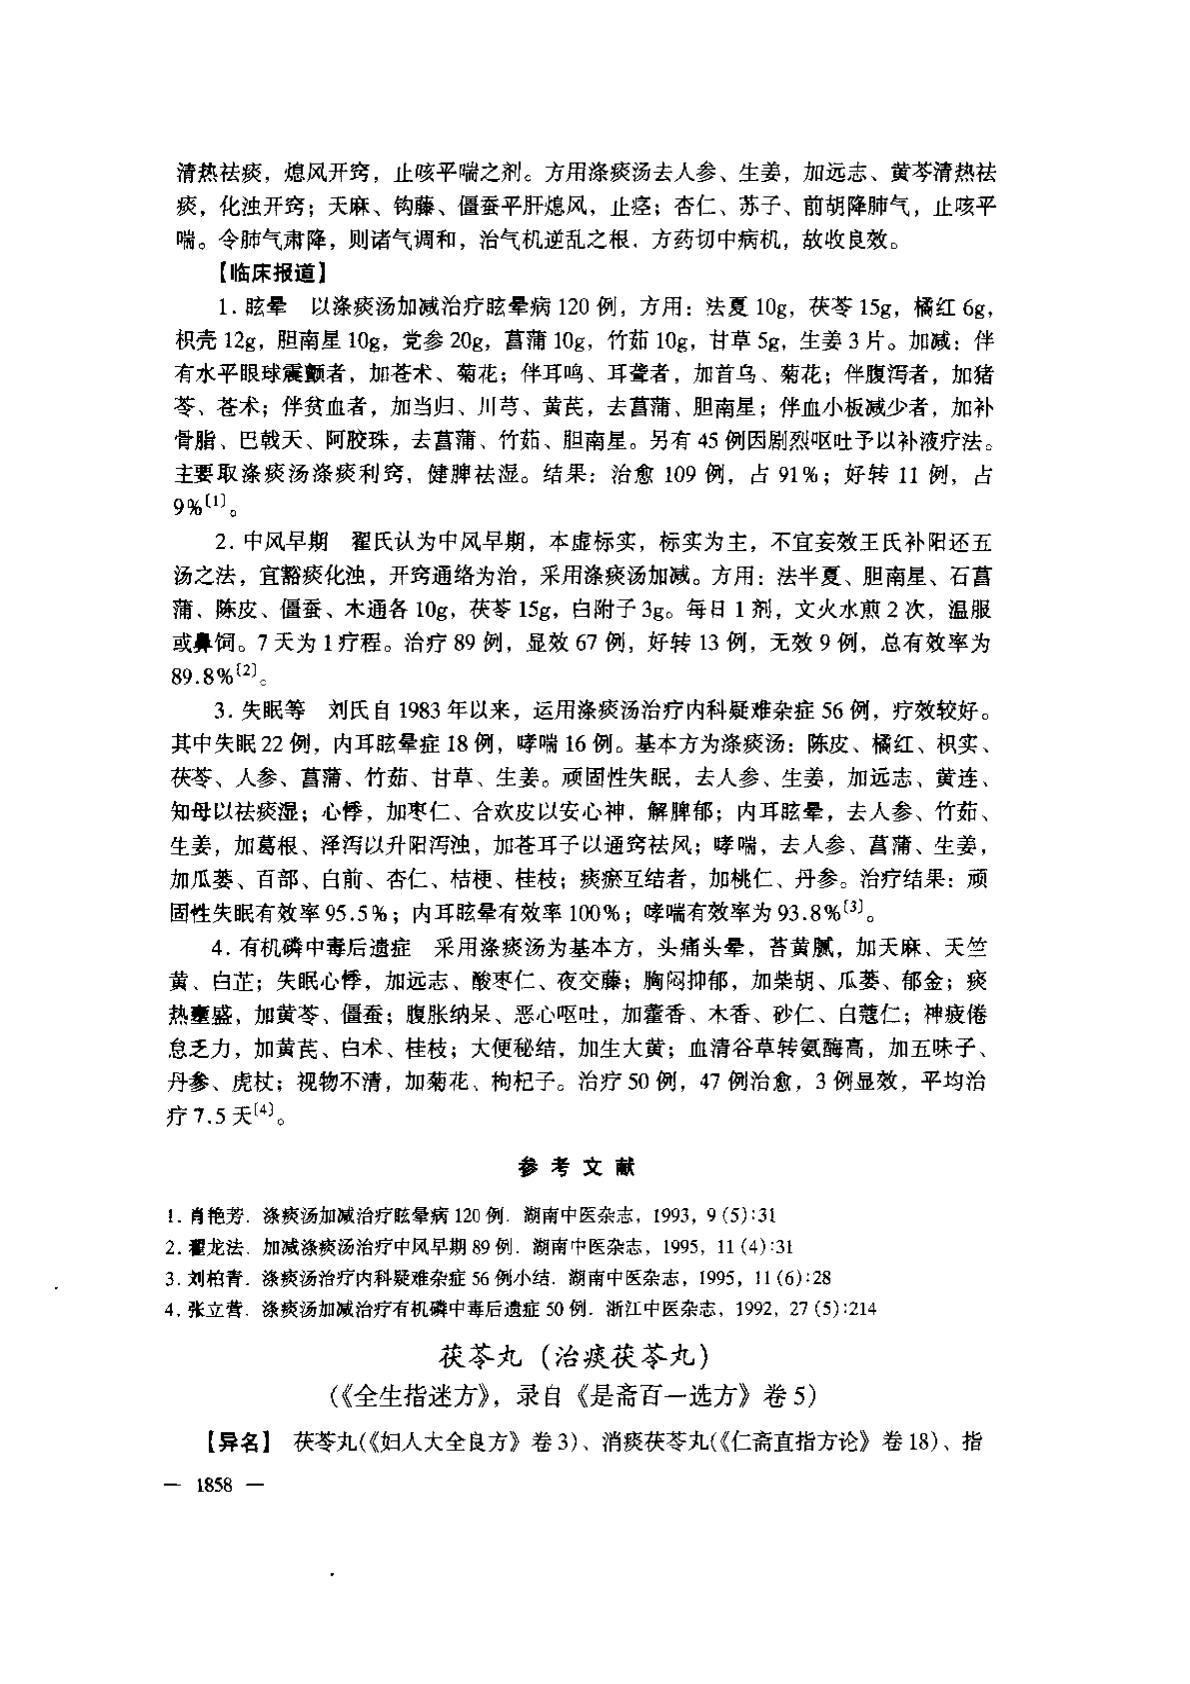 清热祛痰，熄风开窍，止咳平喘之剂。方用涤痰汤去人参、生姜，加远志、黄芩清热祛
痰，化浊开窍；天麻、钩藤、僵蚕平肝熄风，止痉；杏仁、苏子、前胡降肺气，止咳平
喘。令肺气肃降，则诸气调和，治气机逆乱之根．方药切中病机，故收良效。
【临床报道】
1. 眩晕　以涤痰汤加减治疗眩晕病 120 例，方用：法夏 10g，茯苓 15g，橘红 6g，
枳壳 12g，胆南星 10g，党参 20g，菖蒲 10g，竹茹 10g，甘草 5g，生姜 3 片。加减：伴
有水平眼球震颤者，加苍术、菊花；伴耳鸣、耳聋者，加首乌、菊花；伴腹泻者，加猪
苓、苍术；伴贫血者，加当归、川芎、黄芪，去菖蒲、胆南星；伴血小板减少者，加补
骨脂、巴戟天、阿胶珠，去菖蒲、竹茹、胆南星。另有 45 例因剧烈呕吐予以补液疗法。
主要取涤痰汤涤痰利窍，健脾祛湿。结果：治愈 109 例，占 91%；好转 11 例，占
9%〔1〕。
2. 中风早期　翟氏认为中风早期，本虚标实，标实为主，不宜妄效王氏补阳还五
汤之法，宜豁痰化浊，开窍通络为治，采用涤痰汤加减。方用：法半夏、胆南星、石菖
蒲、陈皮、僵蚕、木通各 10g，茯苓 15g，白附子 3g。每日 1 剂，文火水煎 2 次，温服
或鼻饲。7 天为 1 疗程。治疗 89 例，显效 67 例，好转 13 例，无效 9 例，总有效率为
89.8%〔2〕。
3. 失眠等　刘氏自 1983 年以来，运用涤痰汤治疗内科疑难杂症 56 例，疗效较好。
其中失眠 22 例，内耳眩晕症 18 例，哮喘 16 例。基本方为涤痰汤：陈皮、橘红、枳实、
茯苓、人参、菖蒲、竹茹、甘草、生姜。顽固性失眠，去人参、生姜，加远志、黄连、
知母以祛痰湿；心悸，加枣仁、合欢皮以安心神，解脾郁；内耳眩晕，去人参、竹茹、
生姜，加葛根、泽泻以升阳泻浊，加苍耳子以通窍祛风；哮喘，去人参、菖蒲、生姜，
加瓜蒌、百部、白前、杏仁、桔梗、桂枝；痰瘀互结者，加桃仁、丹参。治疗结果：顽
固性失眠有效率 95.5%；内耳眩晕有效率 100%；哮喘有效率为 93.8%〔3〕。
4. 有机磷中毒后遗症　采用涤痰汤为基本方，头痛头晕，苔黄腻，加天麻、天竺
黄、白芷；失眠心悸，加远志、酸枣仁、夜交藤；胸闷抑郁，加柴胡、瓜蒌、郁金；痰
热壅盛，加黄芩、僵蚕；腹胀纳呆、恶心呕吐，加藿香、木香、砂仁、白蔻仁；神疲倦
怠乏力，加黄芪、白术、桂枝；大便秘结，加生大黄；血清谷草转氨酶高，加五味子、
丹参、虎杖；视物不清，加菊花、枸杞子。治疗 50 例，47 例治愈，3 例显效，平均治
疗 7.5 天〔4〕。
参 考 文 献
1. 肖艳芳．涤痰汤加减治疗眩晕病 120 例．湖南中医杂志，1993，9 (5):31
2. 翟龙法．加减涤痰汤治疗中风早期 89 例．湖南中医杂志，1995，11 (4):31
3. 刘柏青．涤痰汤治疗内科疑难杂症 56 例小结．湖南中医杂志，1995，11 (6):28
4. 张立营．涤痰汤加减治疗有机磷中毒后遗症 50 例．浙江中医杂志，1992，27 (5):214
茯苓丸（治痰茯苓丸）
（《全生指迷方》，录自《是斋百一选方》卷 5）
【异名】 茯苓丸(《妇人大全良方》卷 3)、消痰茯苓丸(《仁斋直指方论》卷 18)、指
— 1858 —